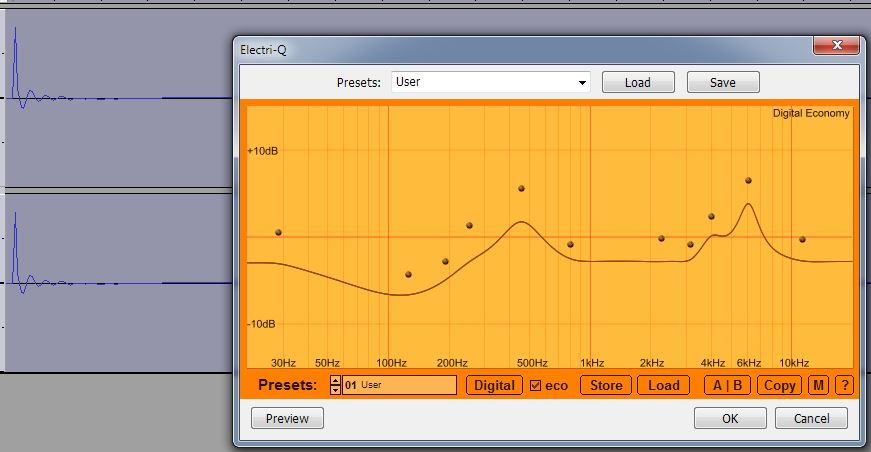 Electri-Q
Presets: User Load Save
Digital Economy
+10dB
-10dB
30Hz 50Hz 100Hz 200Hz 500Hz 1kHz 2kHz 4kHz 6kHz 10kHz
Presets: 01 User Digital eco Store Load A | B Copy M ?
Preview OK Cancel